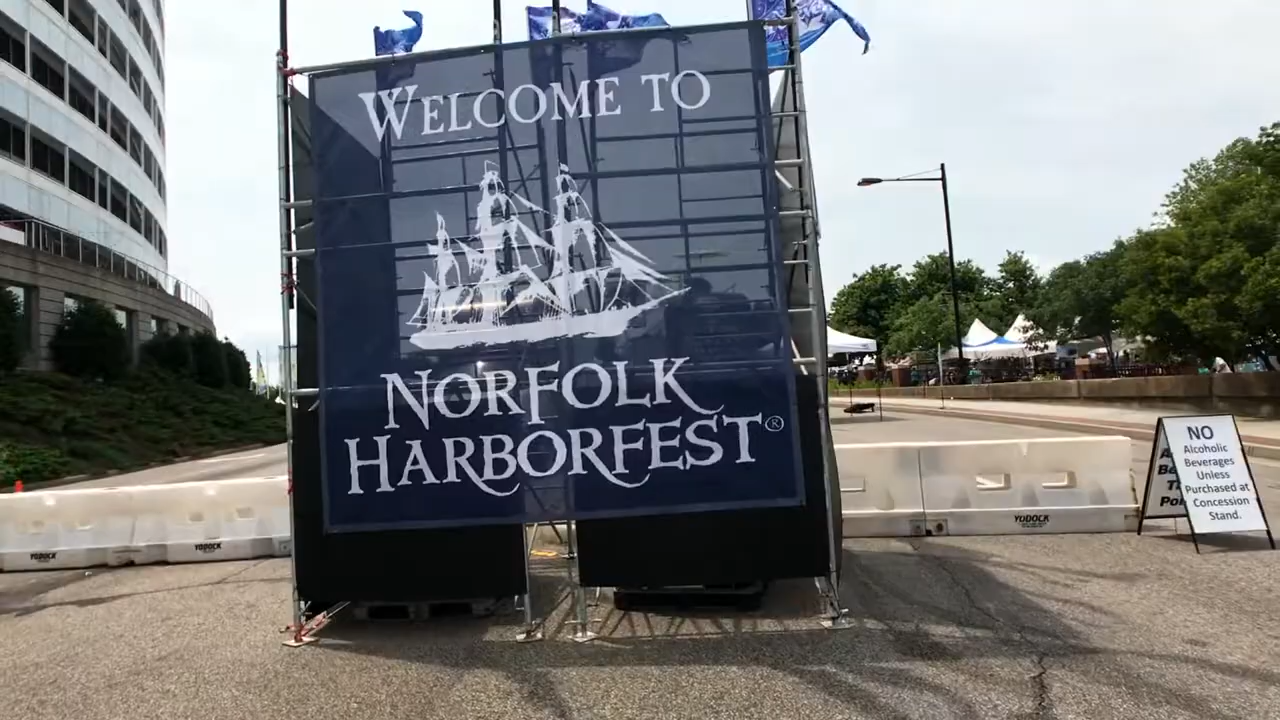 WELCOME TO
NORFOLK
HARBORFEST®
NO
Alcoholic
Beverages
Unless
Purchased at
Concession
Stand.
YODOCK
YODOCK
YODOCK